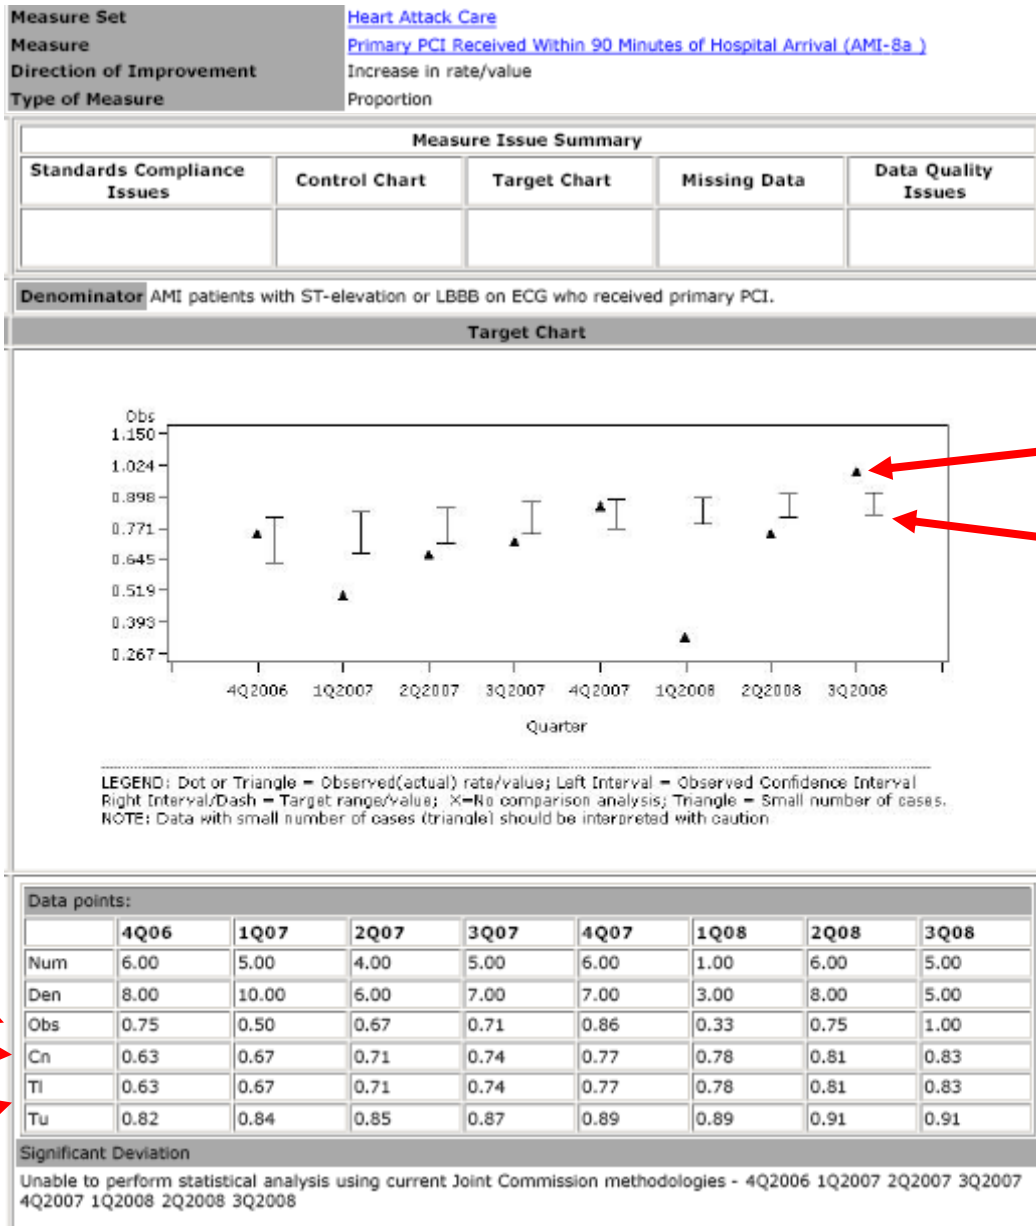 Measure Set Heart Attack Care
Measure Primary PCI Received Within 90 Minutes of Hospital Arrival (AMI-8a )
Direction of Improvement Increase in rate/value
Type of Measure Proportion
Measure Issue Summary
Standards Compliance Issues Control Chart Target Chart Missing Data Data Quality Issues
Denominator AMI patients with ST-elevation or LBBB on ECG who received primary PCI.
Target Chart
Obs
1.150
1.024
0.898
0.771
0.645
0.519
0.393
0.267
4Q2006 1Q2007 2Q2007 3Q2007 4Q2007 1Q2008 2Q2008 3Q2008
Quarter
LEGEND: Dot or Triangle = Observed(actual) rate/value; Left Interval = Observed Confidence Interval
Right Interval/Dash = Target range/value; X=No comparison analysis; Triangle = Small number of cases.
NOTE: Data with small number of cases (triangle) should be interpreted with caution
Data points:
4Q06 1Q07 2Q07 3Q07 4Q07 1Q08 2Q08 3Q08
Num 6.00 5.00 4.00 5.00 6.00 1.00 6.00 5.00
Den 8.00 10.00 6.00 7.00 7.00 3.00 8.00 5.00
Obs 0.75 0.50 0.67 0.71 0.86 0.33 0.75 1.00
Cn 0.63 0.67 0.71 0.74 0.77 0.78 0.81 0.83
Tl 0.63 0.67 0.71 0.74 0.77 0.78 0.81 0.83
Tu 0.82 0.84 0.85 0.87 0.89 0.89 0.91 0.91
Significant Deviation
Unable to perform statistical analysis using current Joint Commission methodologies - 4Q2006 1Q2007 2Q2007 3Q2007
4Q2007 1Q2008 2Q2008 3Q2008